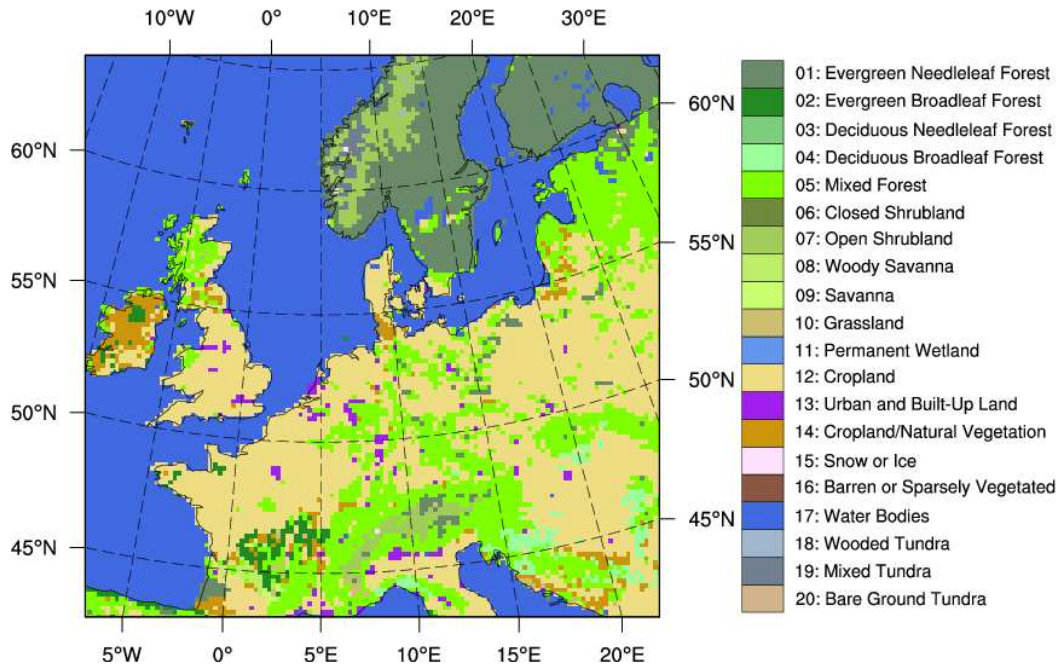 10°W 0° 10°E 20°E 30°E
60°N
55°N
50°N
45°N
60°N
55°N
50°N
45°N
5°W 0° 5°E 10°E 15°E 20°E
01: Evergreen Needleleaf Forest
02: Evergreen Broadleaf Forest
03: Deciduous Needleleaf Forest
04: Deciduous Broadleaf Forest
05: Mixed Forest
06: Closed Shrubland
07: Open Shrubland
08: Woody Savanna
09: Savanna
10: Grassland
11: Permanent Wetland
12: Cropland
13: Urban and Built-Up Land
14: Cropland/Natural Vegetation
15: Snow or Ice
16: Barren or Sparsely Vegetated
17: Water Bodies
18: Wooded Tundra
19: Mixed Tundra
20: Bare Ground Tundra